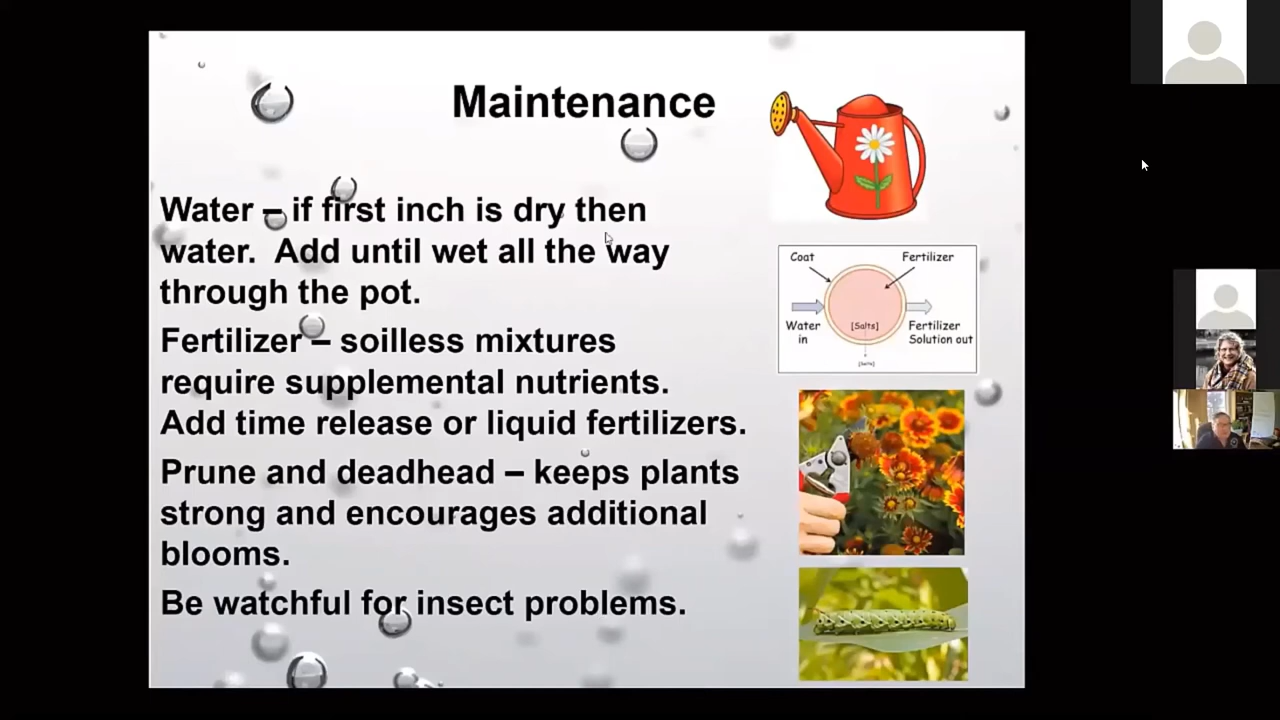 Maintenance
Water – if first inch is dry then
water.  Add until wet all the way
through the pot.
Fertilizer – soilless mixtures
require supplemental nutrients.
Add time release or liquid fertilizers.
Prune and deadhead – keeps plants
strong and encourages additional
blooms.
Be watchful for insect problems.
Coat
Fertilizer
Water
in
[Salts]
Fertilizer
Solution out
[Salts]